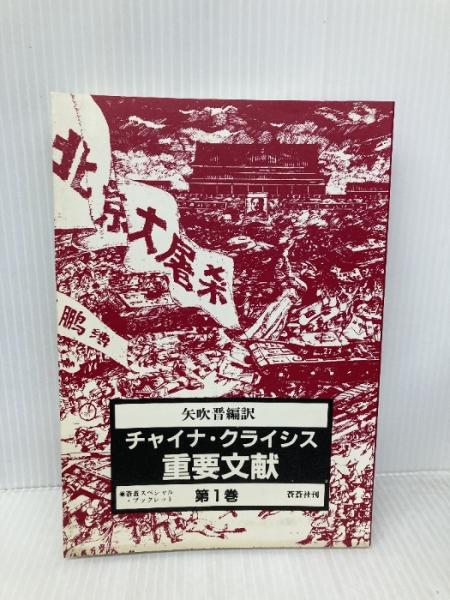 北京大屠杀
鵬
矢吹晋編訳
チャイナ・クライシス
重要文献
第1巻
●蒼蒼スペシャル
・ブックレット
蒼蒼社刊